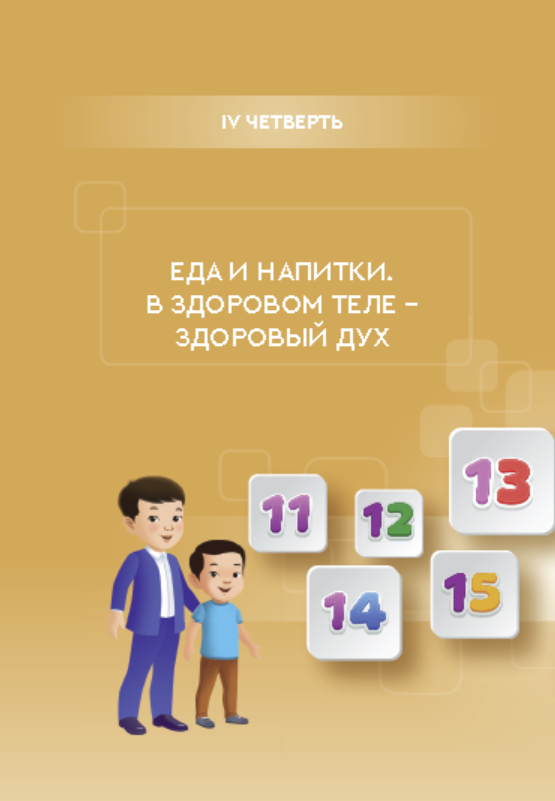 IV ЧЕТВЕРТЬ
ЕДА И НАПИТКИ.
В ЗДОРОВОМ ТЕЛЕ –
ЗДОРОВЫЙ ДУХ
13
11
12
15
14